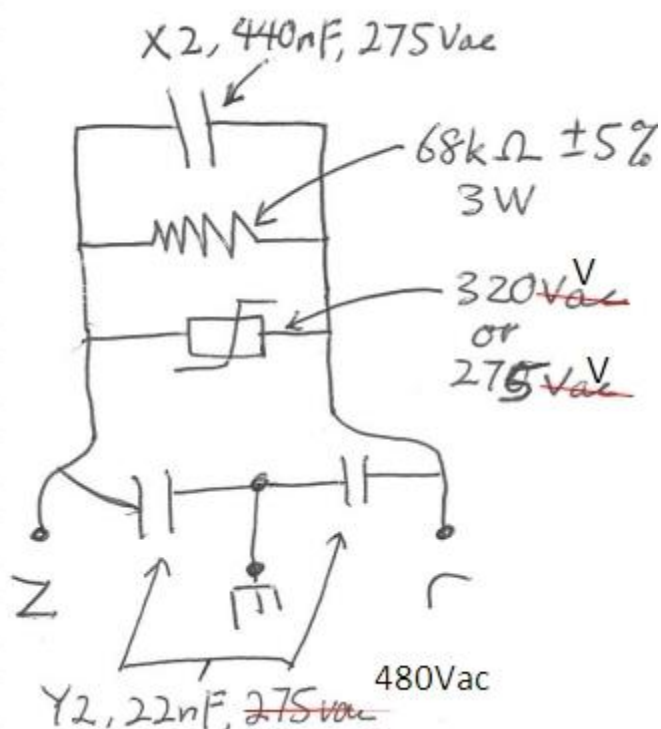 X2, 440nF, 275Vac
68kΩ ±5%
3W
V
320Vac
or
V
275Vac
Z
Γ
480Vac
Y2, 22nF, 275vac